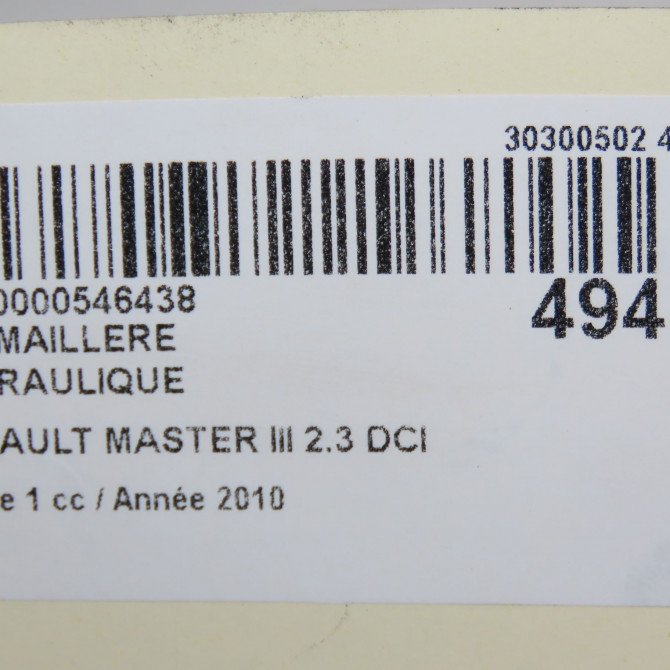 30300502 4
0000546438
494
MAILLERE
RAULIQUE
AULT MASTER III 2.3 DCI
e 1 cc / Année 2010